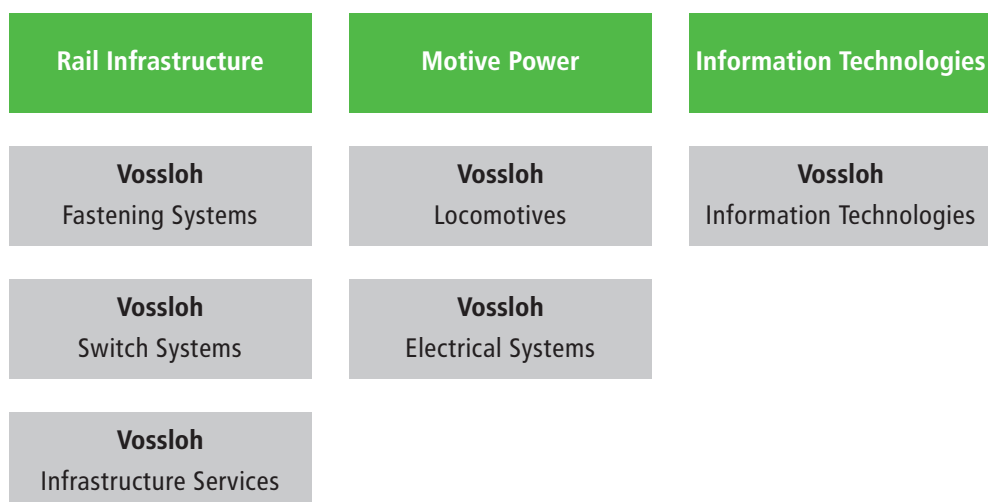 Rail Infrastructure
Motive Power
Information Technologies
Vossloh
Fastening Systems
Vossloh
Locomotives
Vossloh
Information Technologies
Vossloh
Switch Systems
Vossloh
Electrical Systems
Vossloh
Infrastructure Services